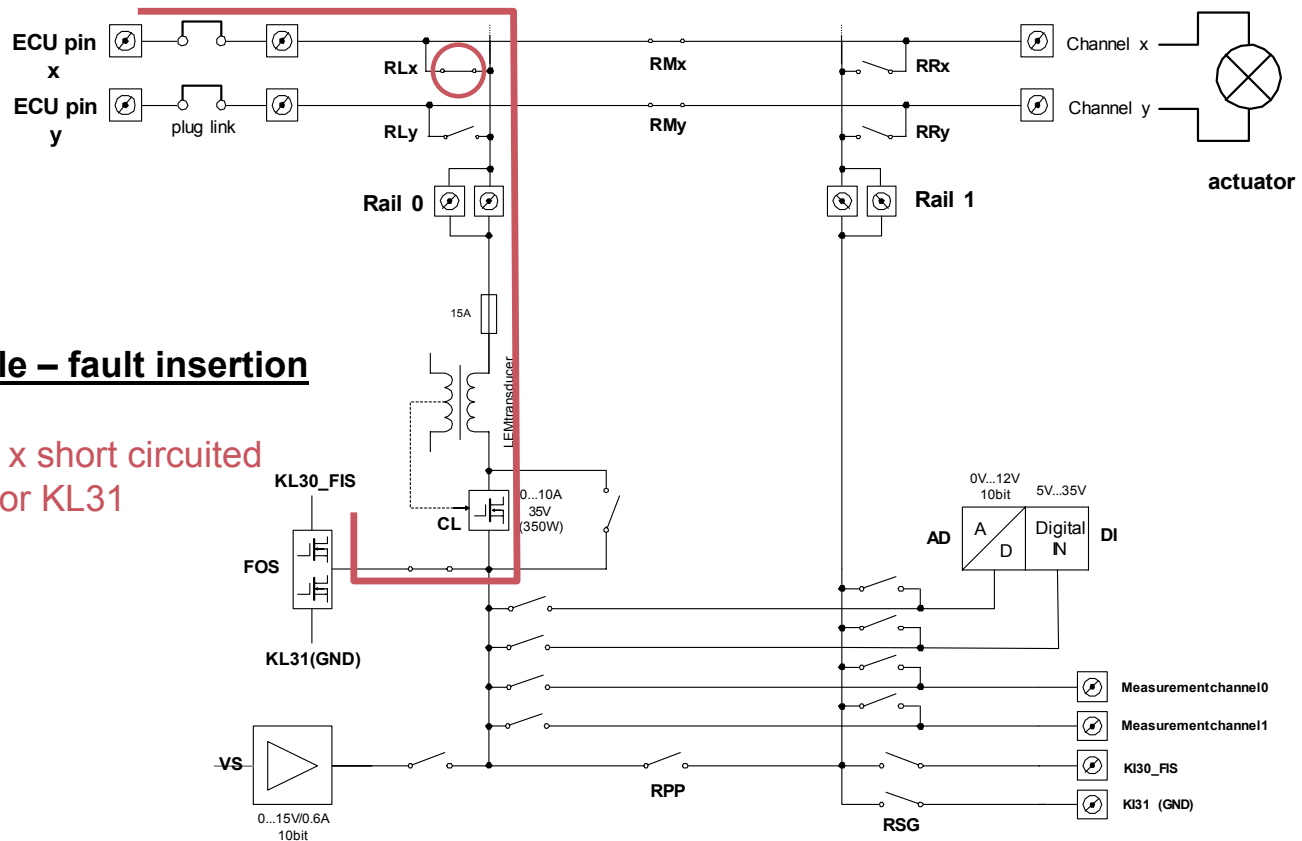 ECU pin
x
ECU pin
y
plug link
RLx
RLy
RMx
RMy
RRx
RRy
Channel x
Channel y
actuator
Rail 0
Rail 1
15A
LEMtransducer
le – fault insertion
x short circuited
or KL31
KL30_FIS
FOS
KL31(GND)
CL
0...10A
35V
(350W)
0V...12V
10bit
5V...35V
AD
A
D
Digital
IN
DI
Measurementchannel0
Measurementchannel1
VS
0...15V/0.6A
10bit
RPP
RSG
Kl30_FIS
Kl31 (GND)